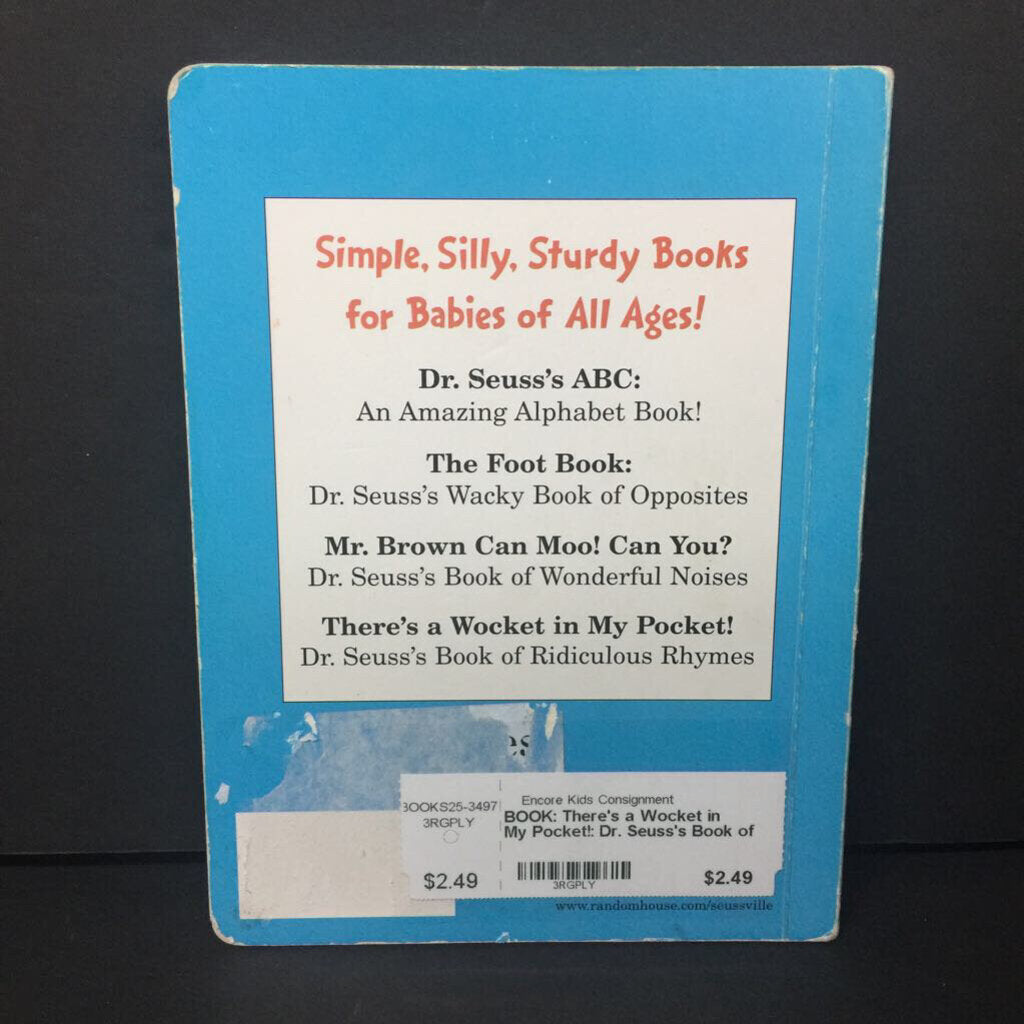 Simple, Silly, Sturdy Books
for Babies of All Ages!
Dr. Seuss's ABC:
An Amazing Alphabet Book!
The Foot Book:
Dr. Seuss's Wacky Book of Opposites
Mr. Brown Can Moo! Can You?
Dr. Seuss's Book of Wonderful Noises
There's a Wocket in My Pocket!
Dr. Seuss's Book of Ridiculous Rhymes
BOOKS25-3497
3RGPLY
$2.49
Encore Kids Consignment
BOOK: There's a Wocket in
My Pocket!: Dr. Seuss's Book of
3RGPLY
$2.49
www.randomhouse.com/seussville